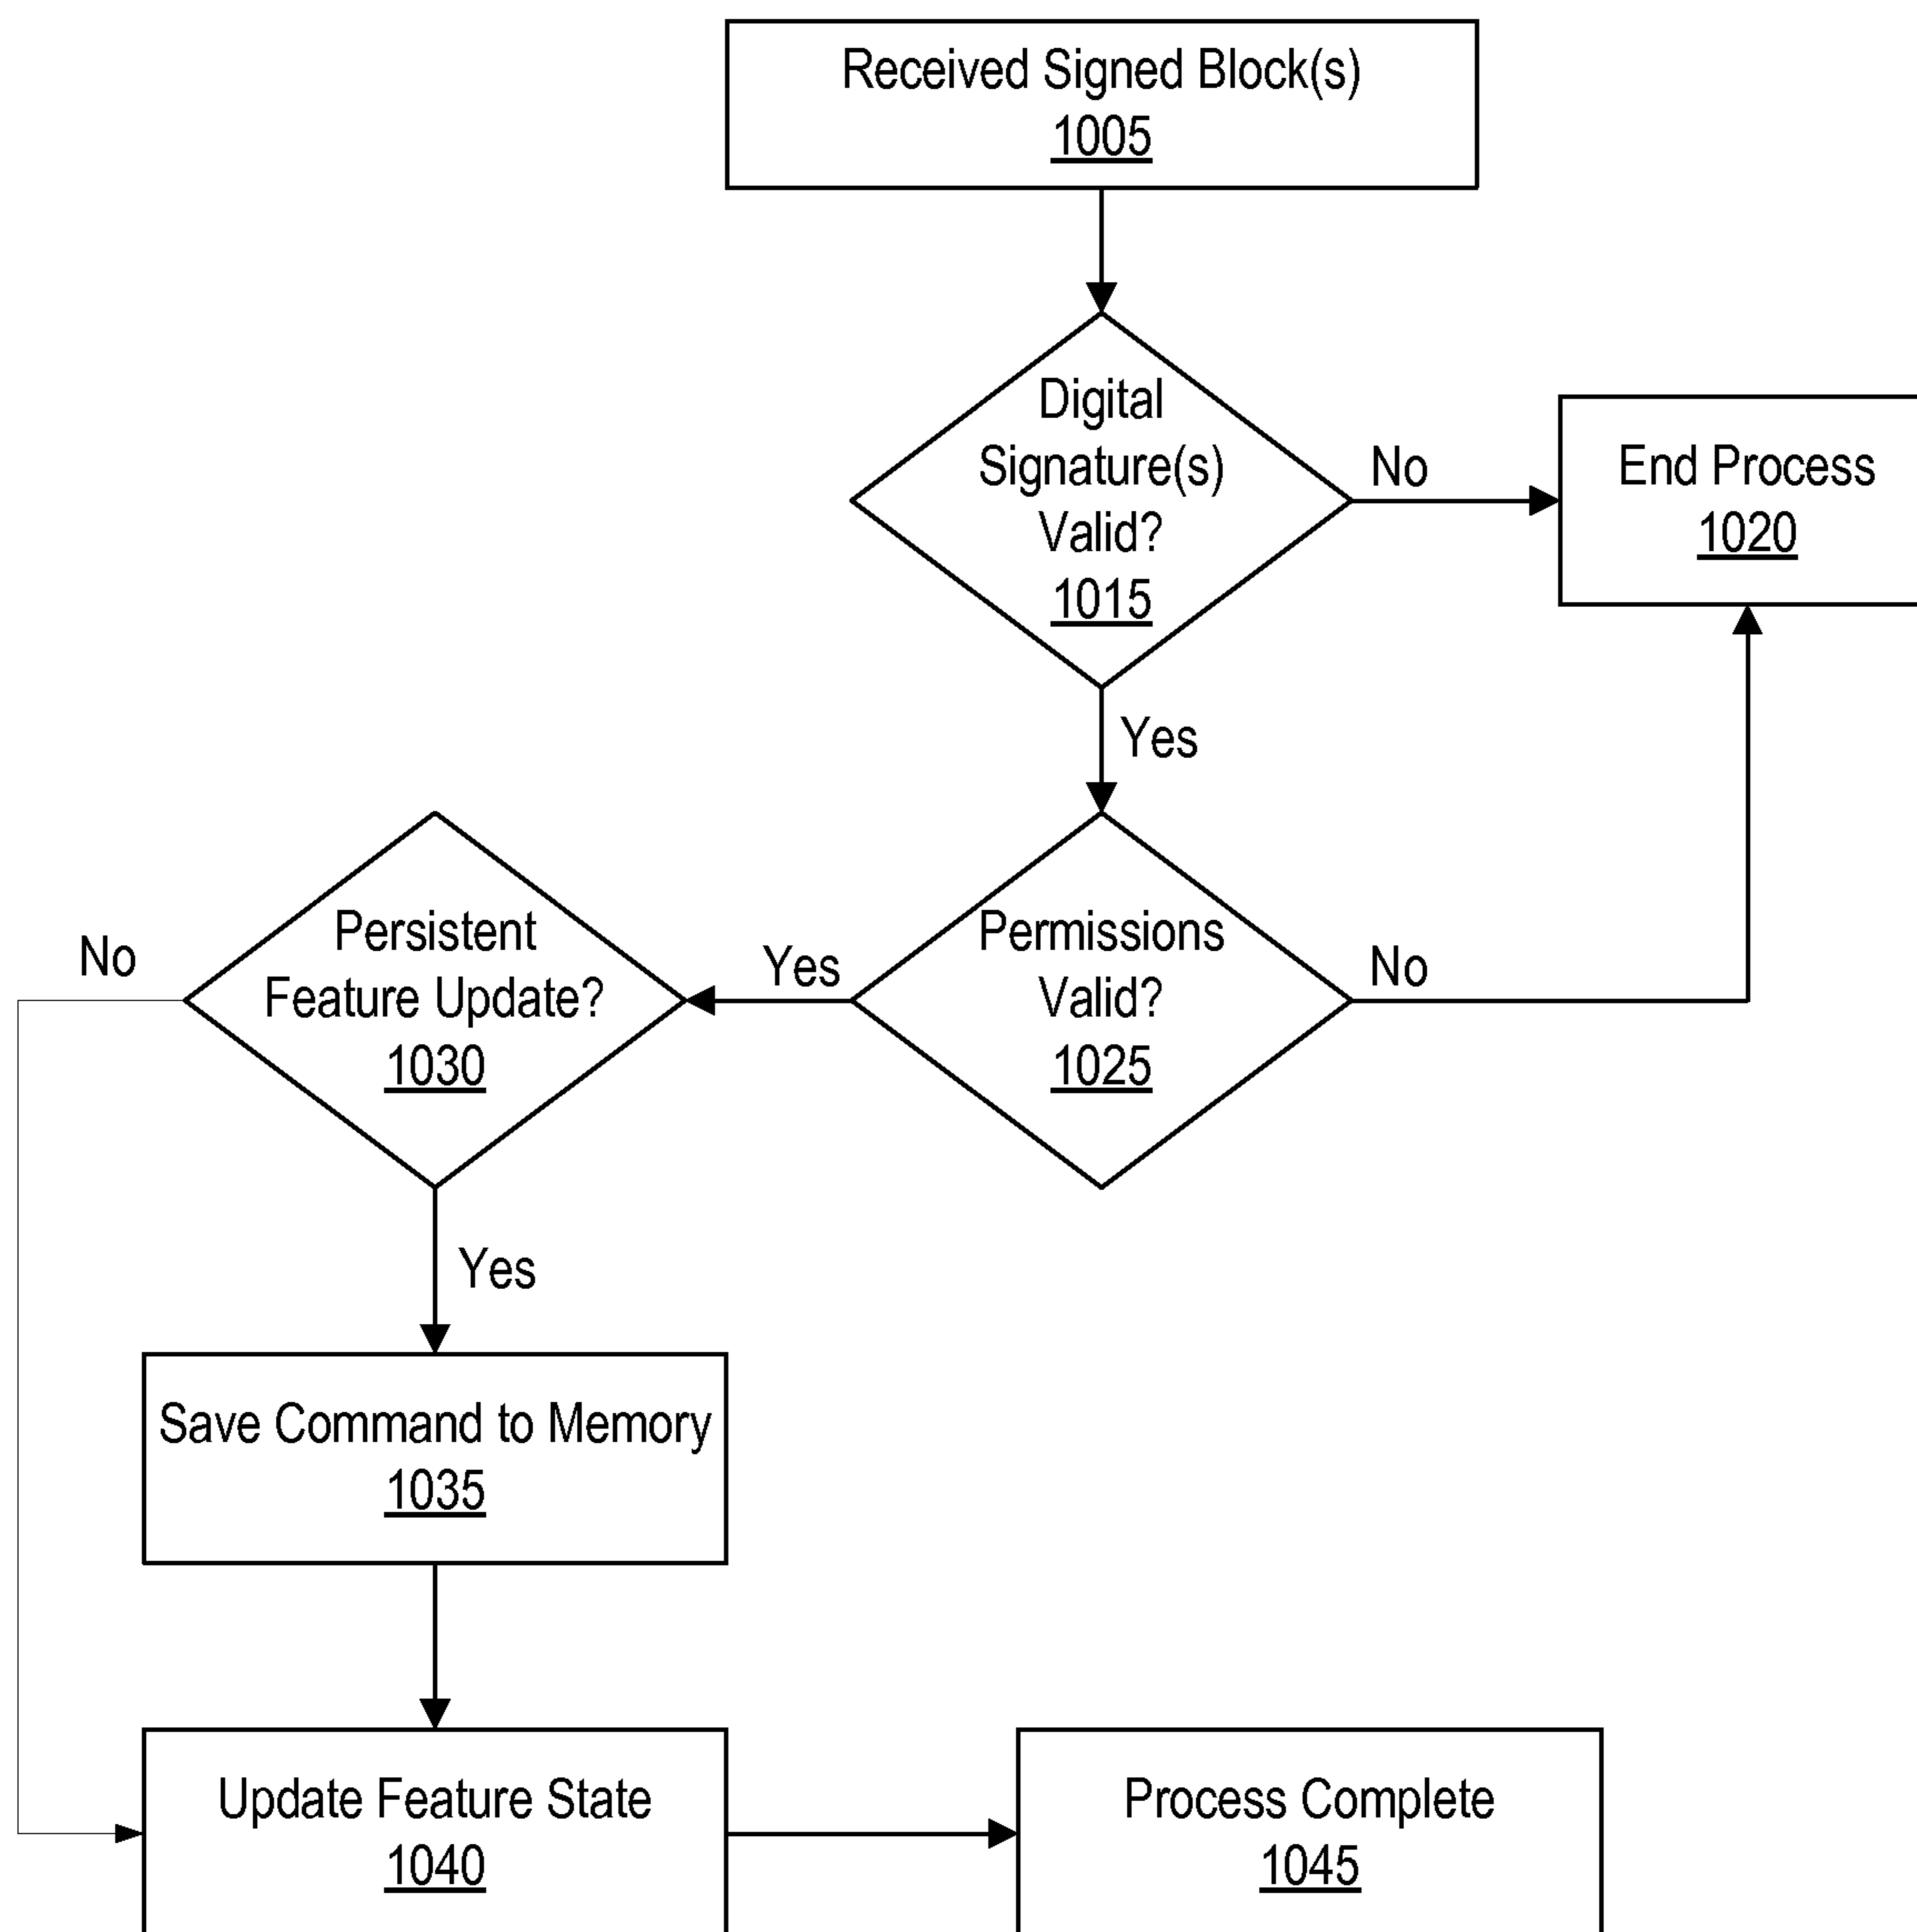 Received Signed Block(s)
1005
Digital
Signature(s)
Valid?
1015
No
End Process
1020
Yes
Persistent
Feature Update?
1030
No
Yes
Permissions
Valid?
1025
No
Yes
Save Command to Memory
1035
Update Feature State
1040
Process Complete
1045